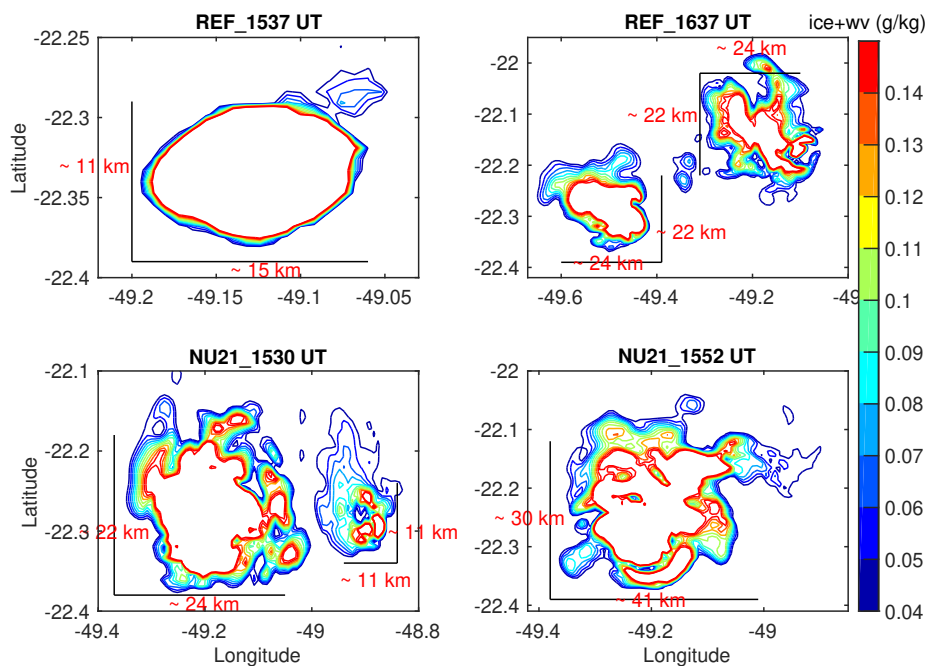 REF_1537 UT
REF_1637 UT
ice+wv (g/kg)
-22.25
-22.3
-22.35
-22.4
Latitude
~ 11 km
~ 15 km
-49.2
-49.15
-49.1
-49.05
-22
-22.1
-22.2
-22.3
-22.4
~ 24 km
~ 22 km
~ 22 km
~ 24 km
-49.6
-49.4
-49.2
-49
0.14
0.13
0.12
0.11
0.1
0.09
0.08
0.07
0.06
0.05
0.04
NU21_1530 UT
NU21_1552 UT
-22.1
-22.2
-22.3
-22.4
Latitude
22 km
~ 24 km
~ 11 km
~ 11 km
-49.4
-49.2
-49
-48.8
Longitude
-22
-22.1
-22.2
-22.3
-22.4
~ 30 km
~ 41 km
-49.4
-49.2
-49
Longitude